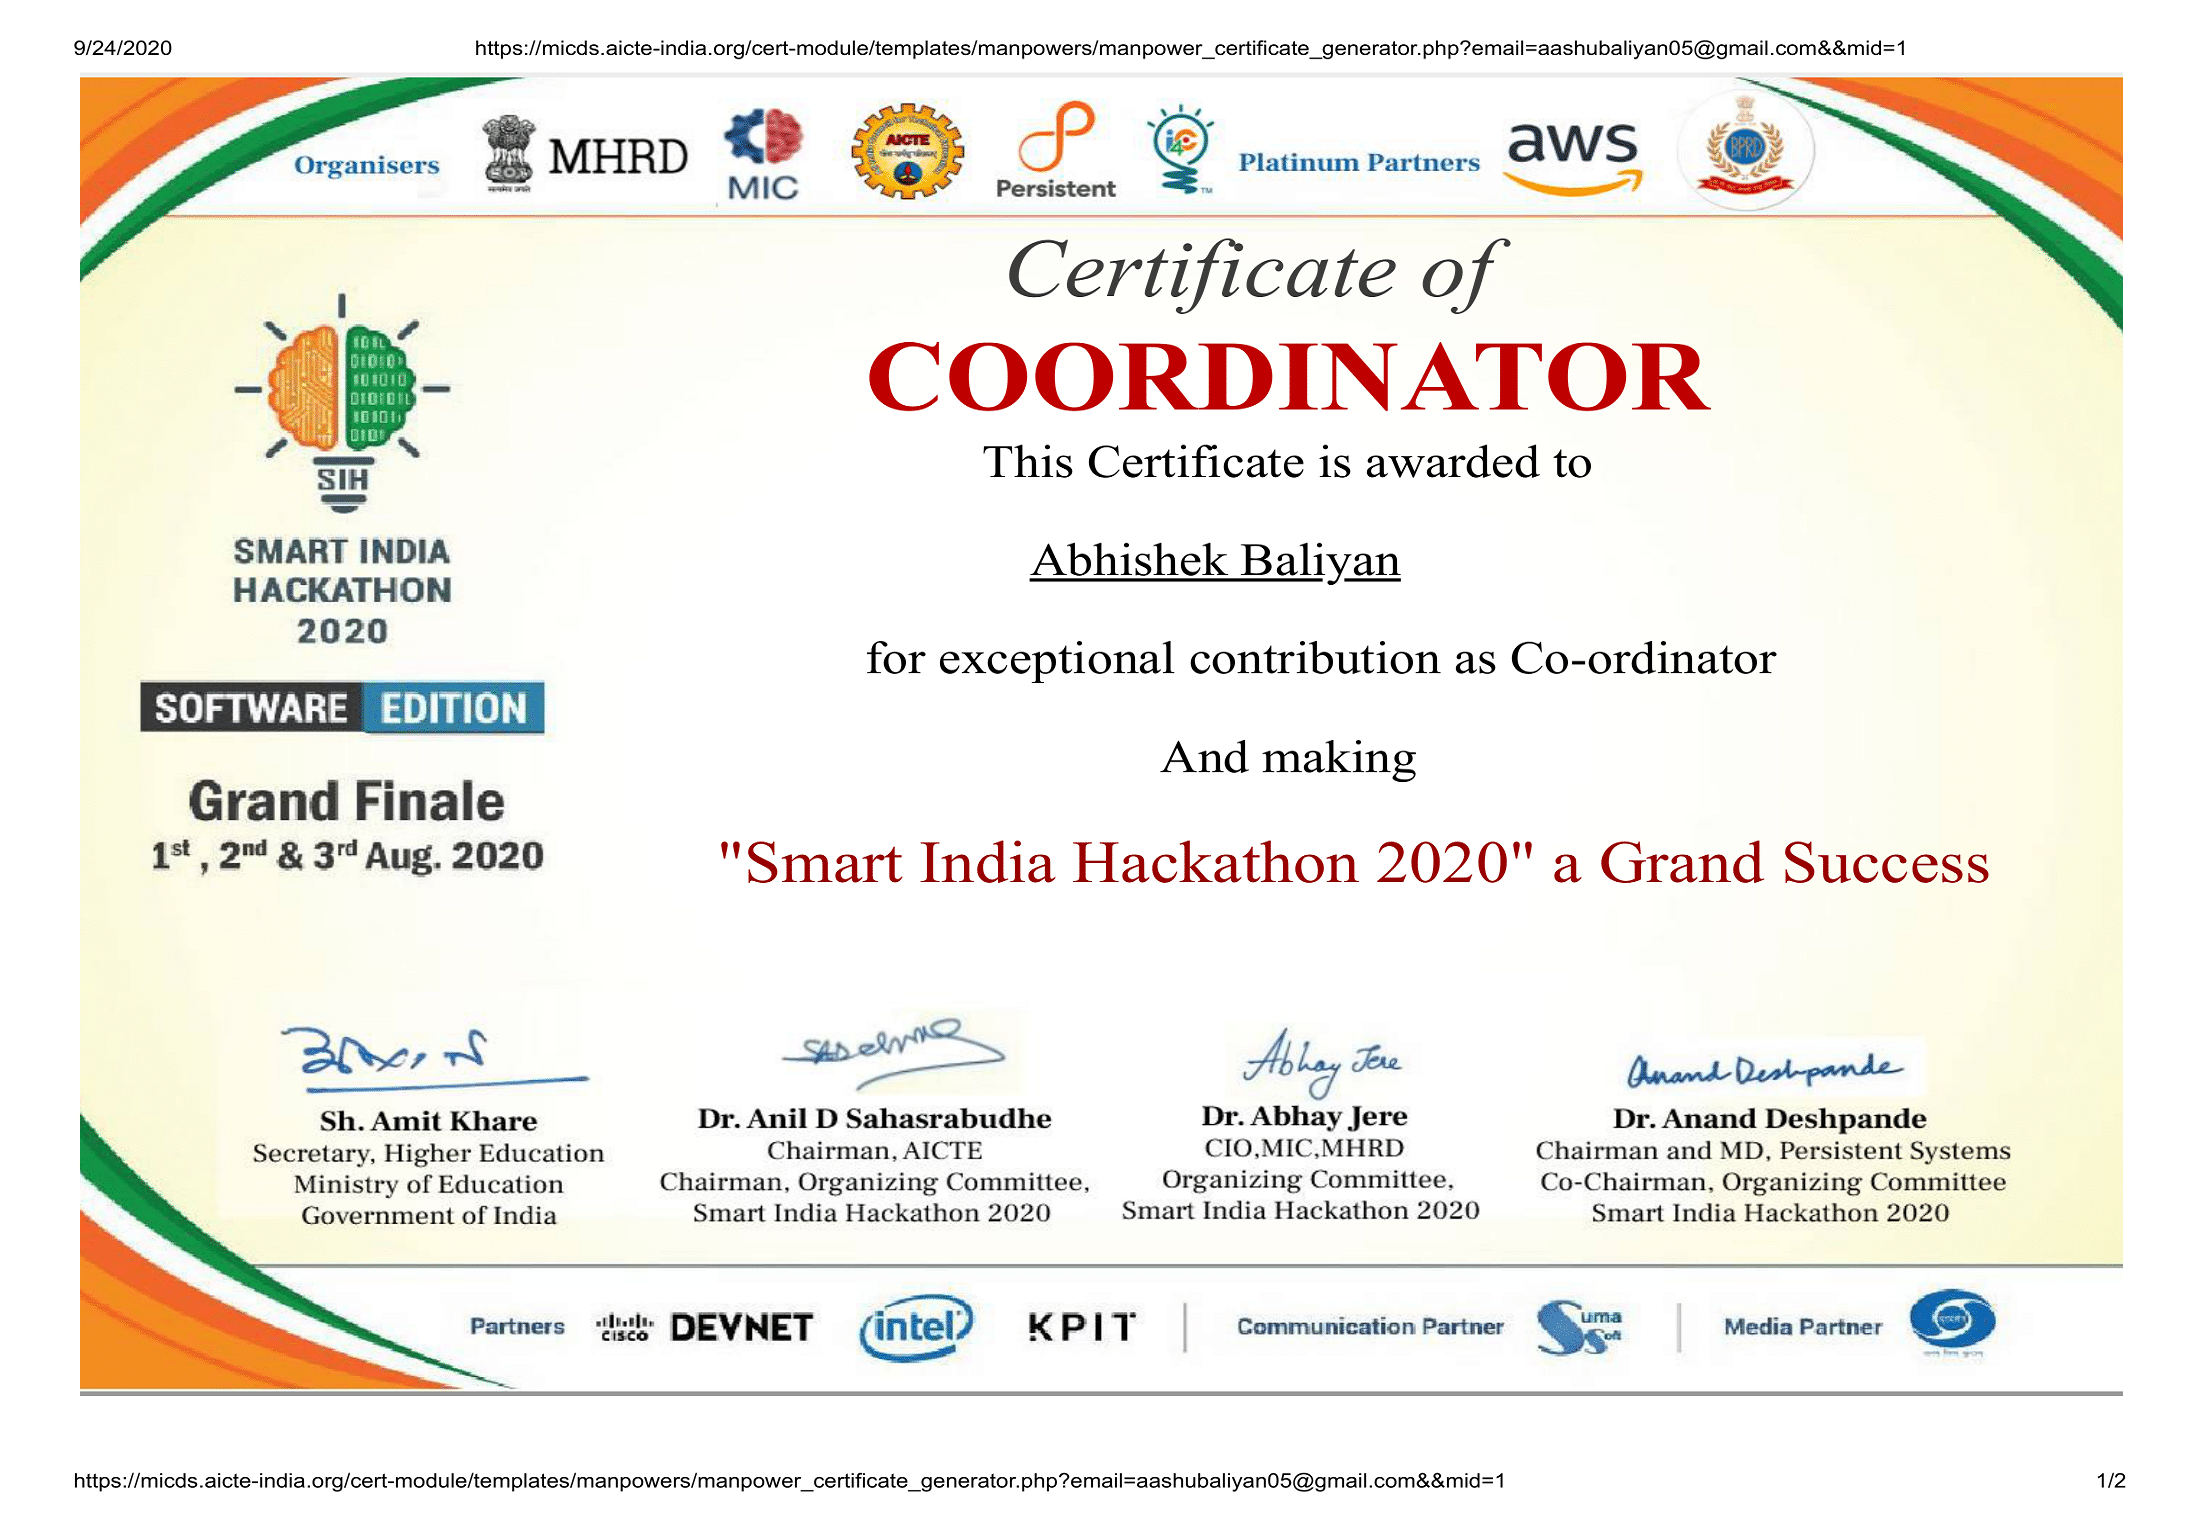 9/24/2020
https://micds.aicte-india.org/cert-module/templates/manpowers/manpower_certificate_generator.php?email=aashubaliyan05@gmail.com&&mid=1
Organisers
MHRD
MIC
AICTE
Persistent
i4C
TM
Platinum Partners
aws
BPRD
Certificate of
COORDINATOR
This Certificate is awarded to
Abhishek Baliyan
for exceptional contribution as Co-ordinator
And making
"Smart India Hackathon 2020" a Grand Success
SIH
SMART INDIA
HACKATHON
2020
SOFTWARE EDITION
Grand Finale
1st , 2nd & 3rd Aug. 2020
Abhay Jere
Anand Deshpande
Sh. Amit Khare
Secretary, Higher Education
Ministry of Education
Government of India
Dr. Anil D Sahasrabudhe
Chairman, AICTE
Chairman, Organizing Committee,
Smart India Hackathon 2020
Dr. Abhay Jere
CIO,MIC,MHRD
Organizing Committee,
Smart India Hackathon 2020
Dr. Anand Deshpande
Chairman and MD, Persistent Systems
Co-Chairman, Organizing Committee
Smart India Hackathon 2020
Partners
cisco DEVNET
intel
KPIT
Communication Partner
Suma Soft
Media Partner
https://micds.aicte-india.org/cert-module/templates/manpowers/manpower_certificate_generator.php?email=aashubaliyan05@gmail.com&&mid=1
1/2